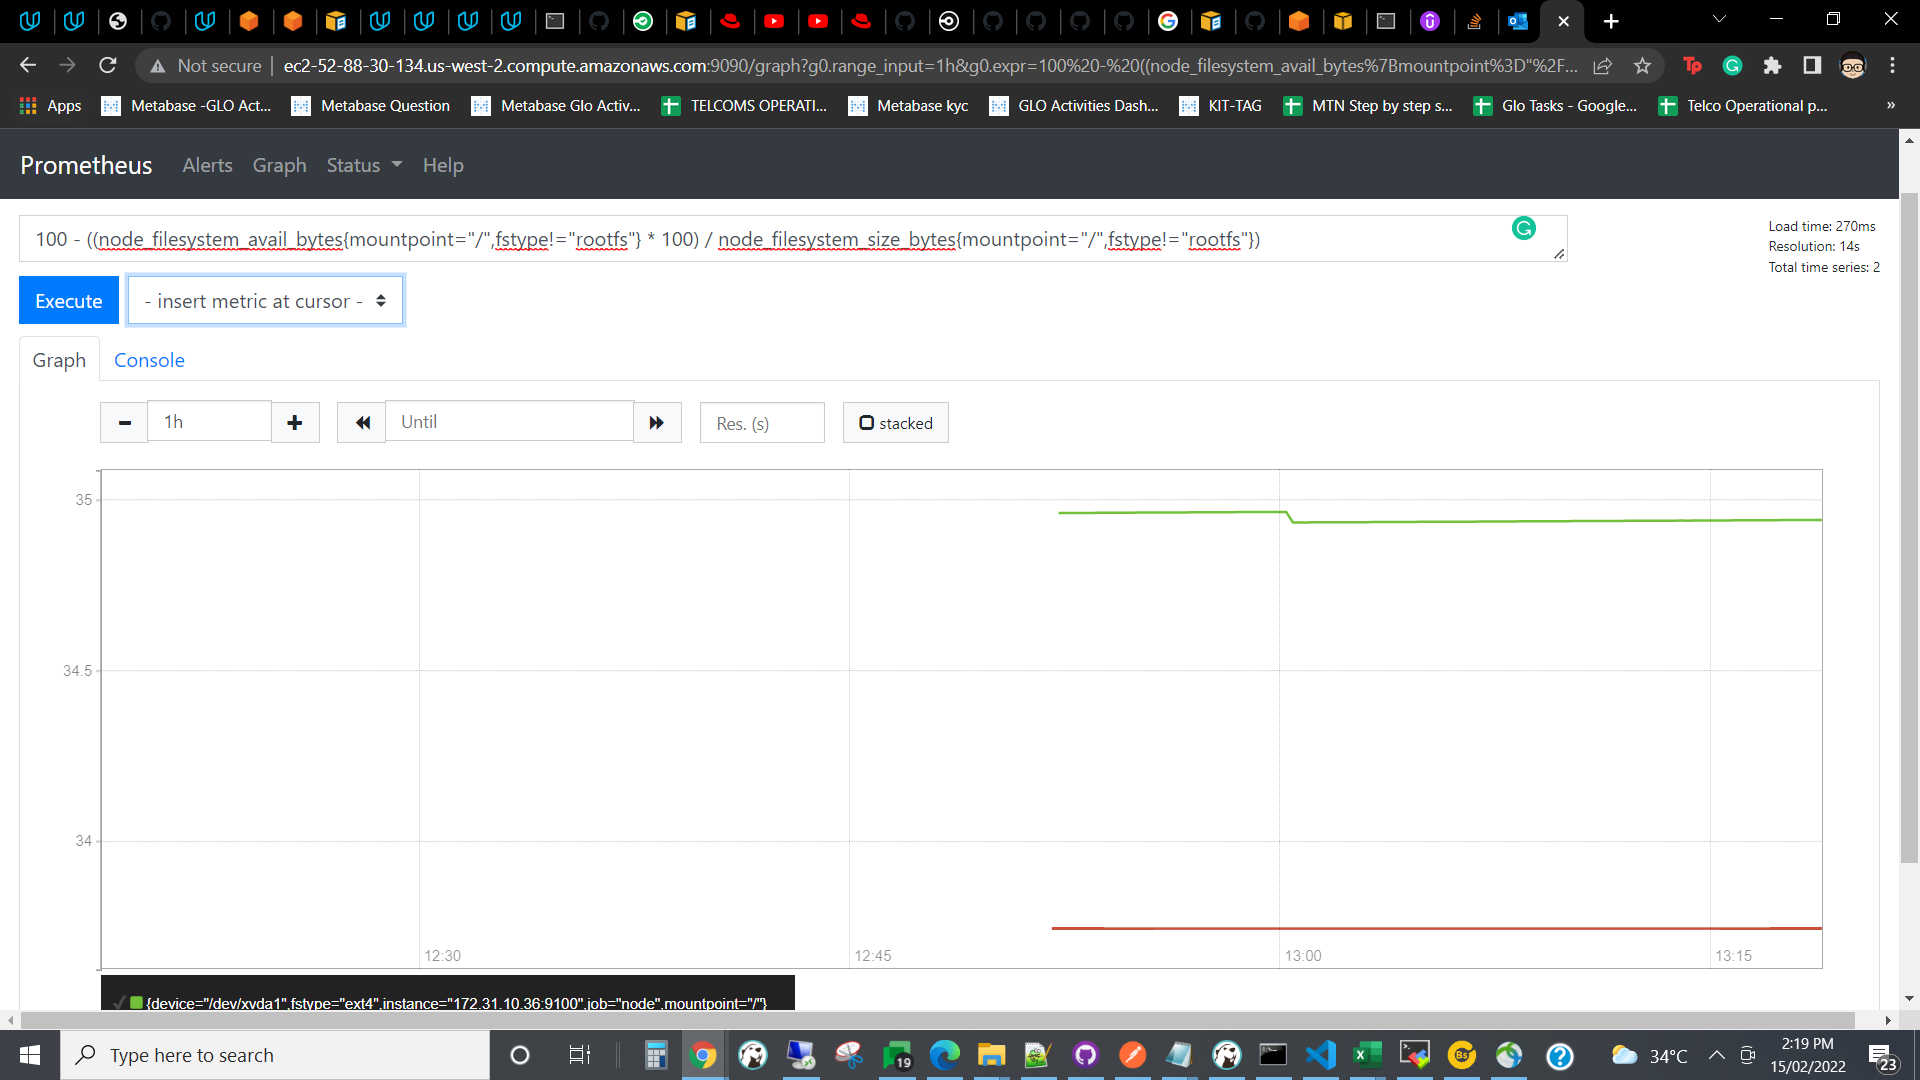 Not secure | ec2-52-88-30-134.us-west-2.compute.amazonaws.com:9090/graph?g0.range_input=1h&g0.expr=100%20-%20((node_filesystem_avail_bytes%7Bmountpoint%3D"%2F...
Apps Metabase -GLO Act... Metabase Question Metabase Glo Activ... TELCOMS OPERATI... Metabase kyc GLO Activities Dash... KIT-TAG MTN Step by step s... Glo Tasks - Google... Telco Operational p... »
Prometheus Alerts Graph Status Help
100 - ((node_filesystem_avail_bytes{mountpoint="/",fstype!="rootfs"} * 100) / node_filesystem_size_bytes{mountpoint="/",fstype!="rootfs"})
Load time: 270ms
Resolution: 14s
Total time series: 2
Execute - insert metric at cursor -
Graph Console
1h Until Res. (s) stacked
35
34.5
34
12:30 12:45 13:00 13:15
{device="/dev/xvda1",fstype="ext4",instance="172.31.10.36:9100",job="node",mountpoint="/"}
Type here to search
19
Bs
34°C
2:19 PM
15/02/2022
23